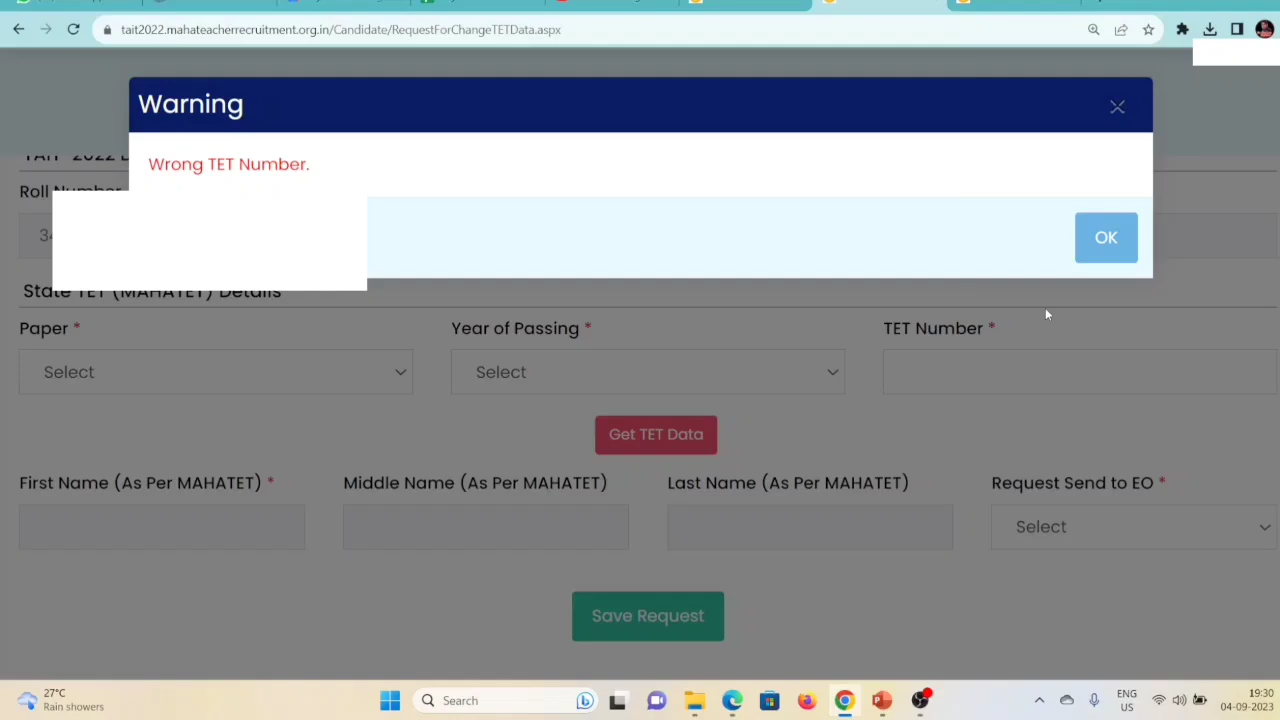 tait2022.mahateacherrecruitment.org.in/Candidate/RequestForChangeTETData.aspx
Warning
Wrong TET Number.
OK
Roll Number
34
State TET (MAHATET) Details
Paper *
Year of Passing *
TET Number *
Select
Select
Get TET Data
First Name (As Per MAHATET) *
Middle Name (As Per MAHATET)
Last Name (As Per MAHATET)
Request Send to EO *
Select
Save Request
27°C
Rain showers
Search
ENG
US
19:30
04-09-2023